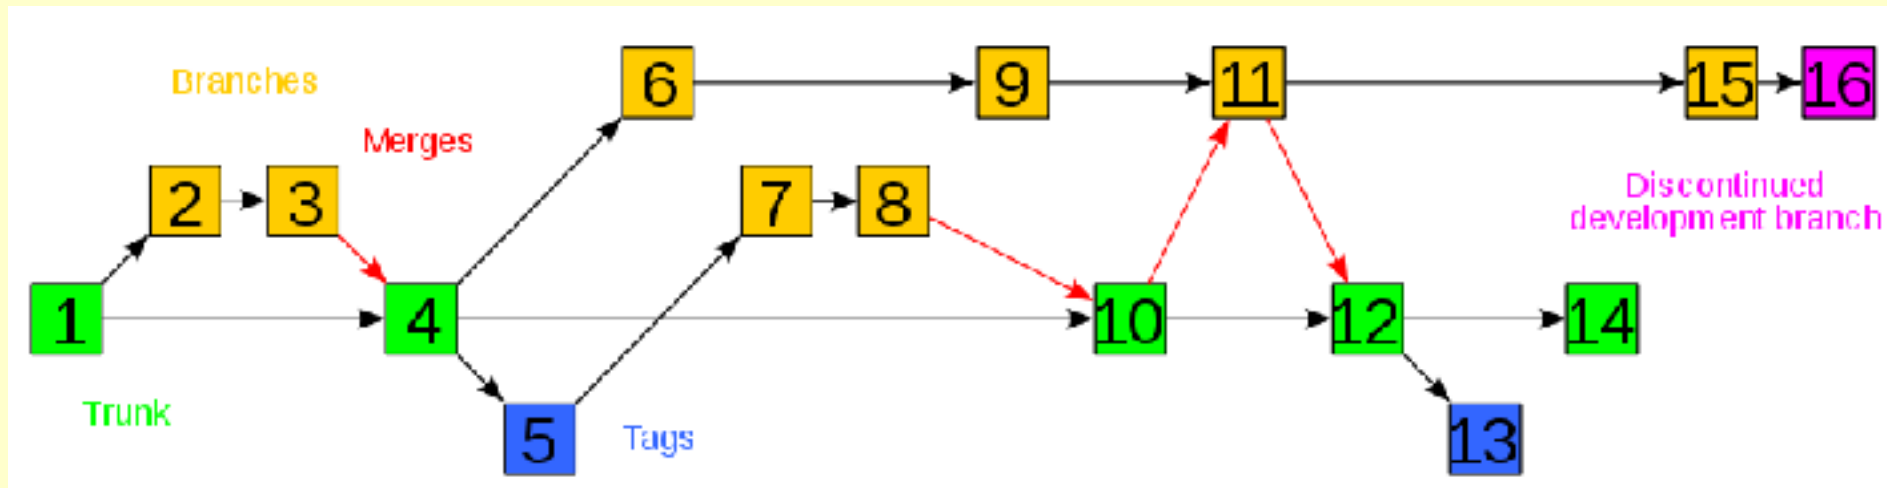 Branches
6
9
11
15
16
Merges
2
3
7
8
Discontinued
development branch
1
4
10
12
14
Trunk
5
Tags
13